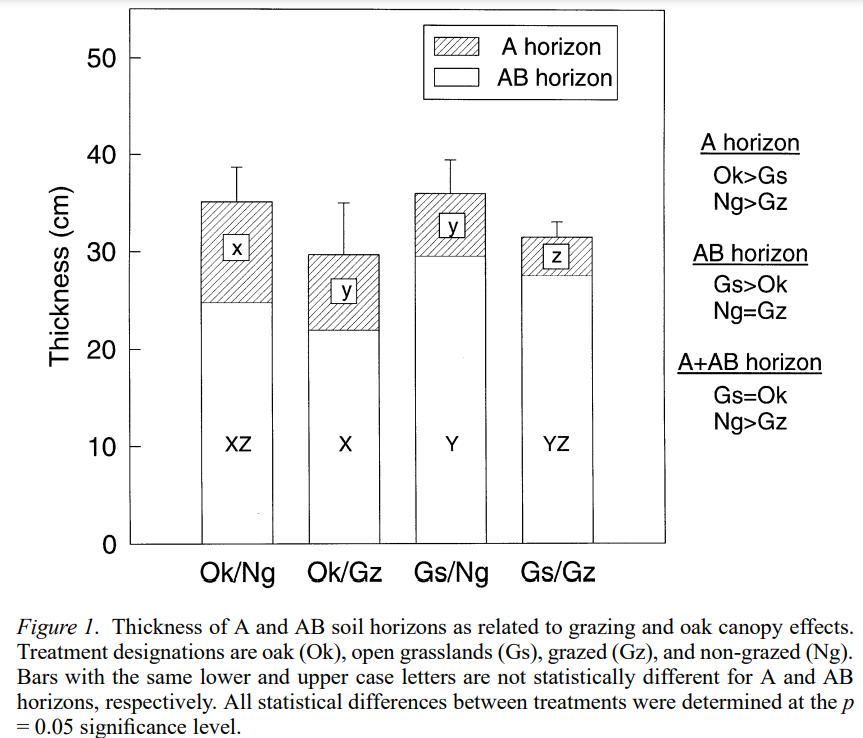 50
40
30
20
10
0
Thickness (cm)
A horizon
AB horizon
x
y
y
z
XZ
X
Y
YZ
Ok/Ng
Ok/Gz
Gs/Ng
Gs/Gz
A horizon
Ok>Gs
Ng>Gz
AB horizon
Gs>Ok
Ng=Gz
A+AB horizon
Gs=Ok
Ng>Gz
Figure 1. Thickness of A and AB soil horizons as related to grazing and oak canopy effects.
Treatment designations are oak (Ok), open grasslands (Gs), grazed (Gz), and non-grazed (Ng).
Bars with the same lower and upper case letters are not statistically different for A and AB
horizons, respectively. All statistical differences between treatments were determined at the p
= 0.05 significance level.